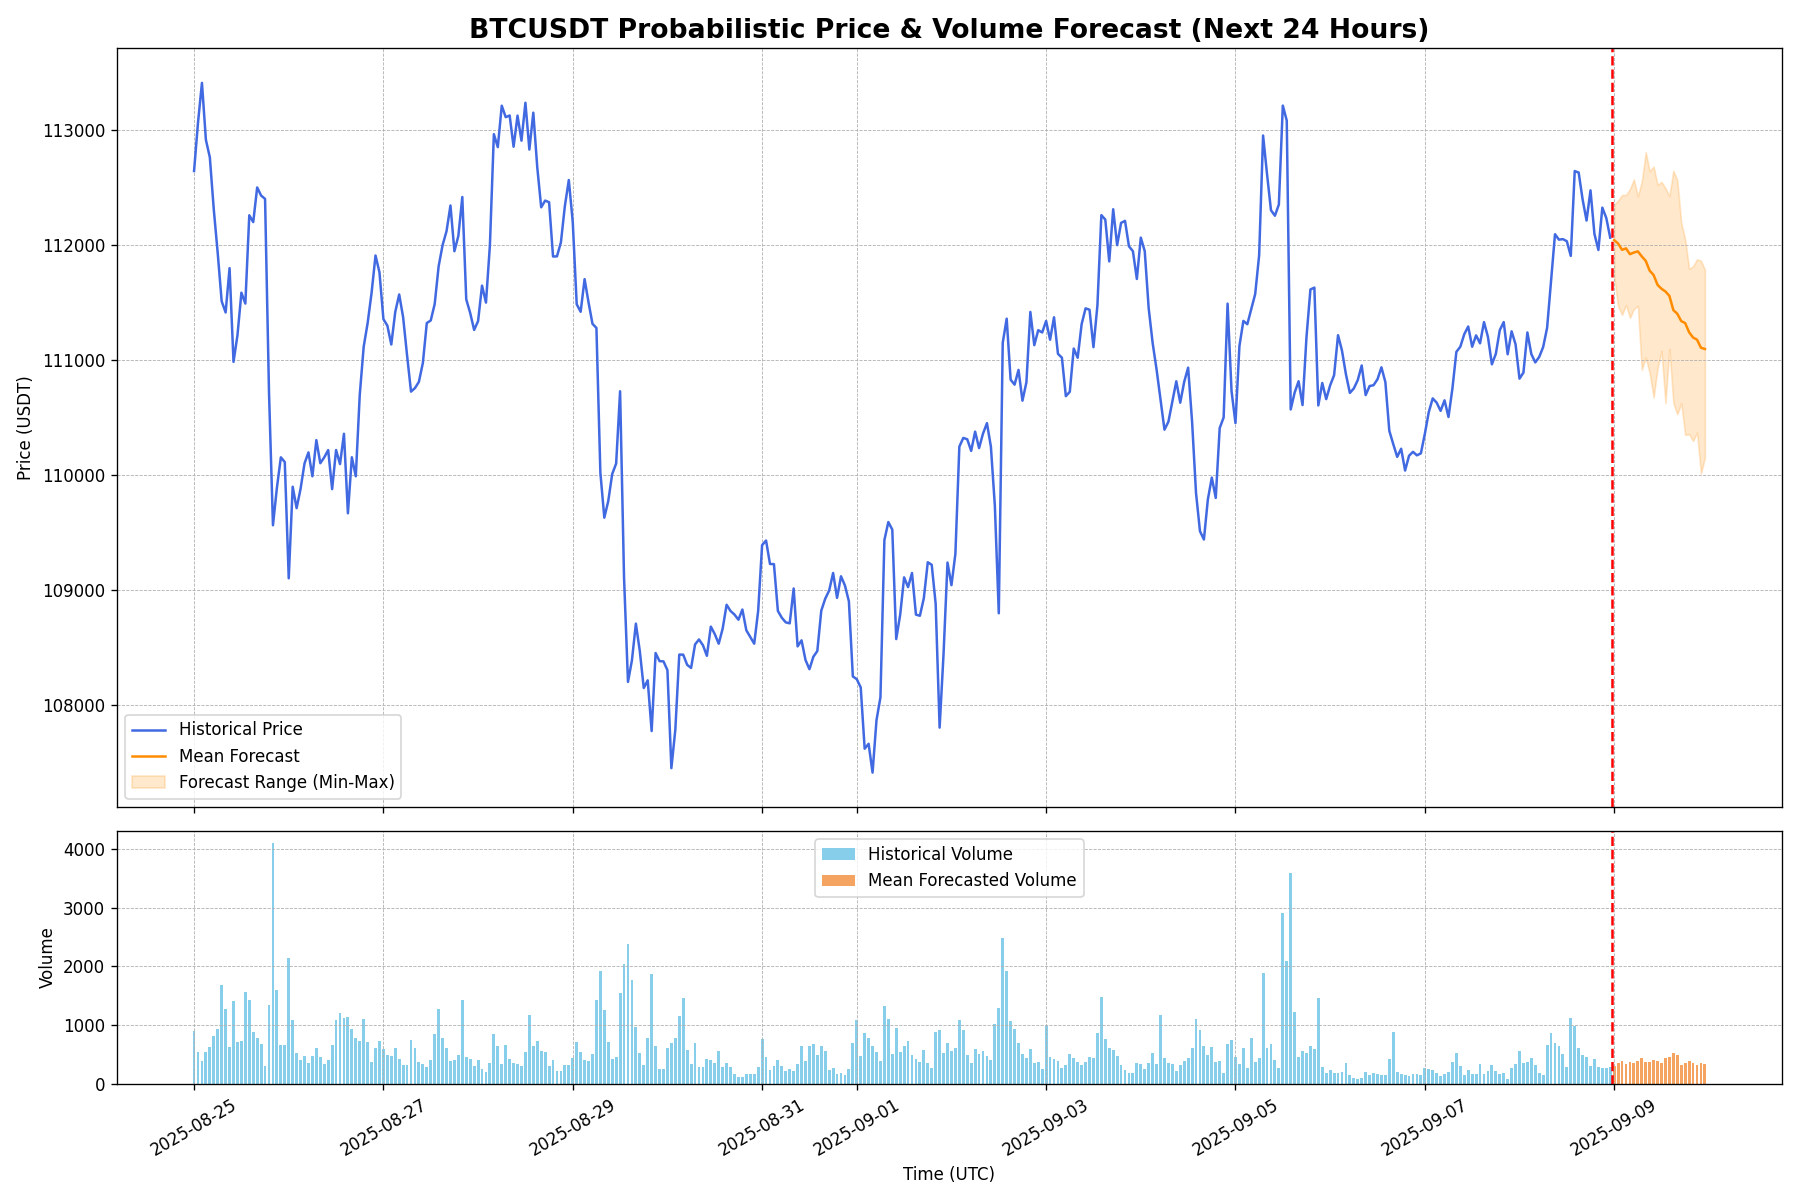 BTCUSDT Probabilistic Price & Volume Forecast (Next 24 Hours)
113000
112000
111000
110000
109000
108000
Price (USDT)
Historical Price
Mean Forecast
Forecast Range (Min-Max)
4000
3000
2000
1000
0
Volume
Historical Volume
Mean Forecasted Volume
2025-08-25
2025-08-27
2025-08-29
2025-08-31
2025-09-01
2025-09-03
2025-09-05
2025-09-07
2025-09-09
Time (UTC)